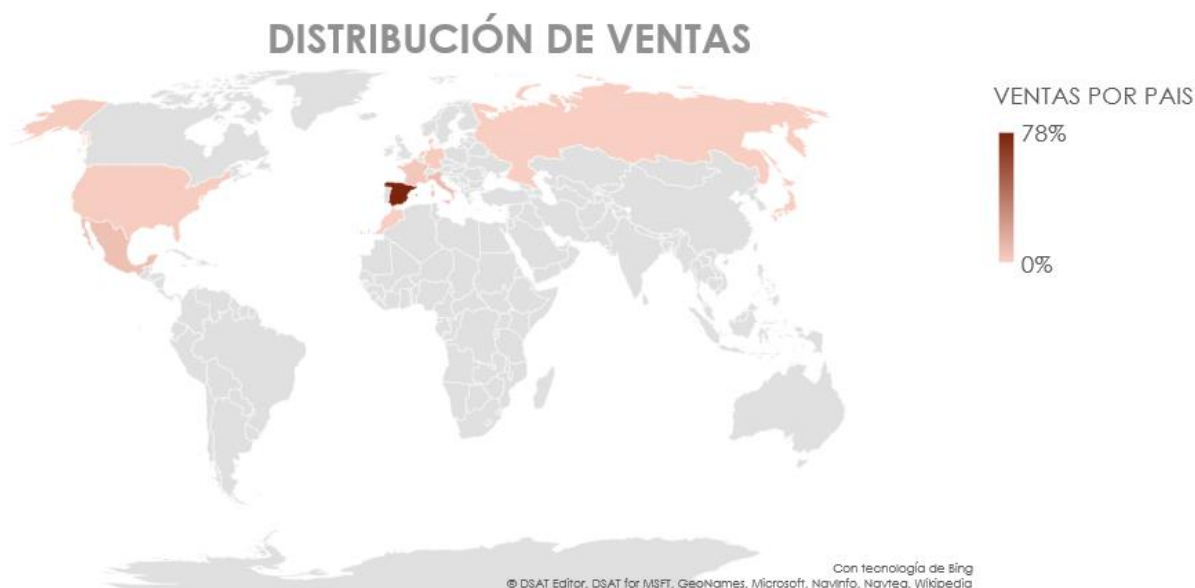 DISTRIBUCIÓN DE VENTAS
VENTAS POR PAIS
78%
0%
Con tecnología de Bing
© DSAT Editor, DSAT for MSFT, GeoNames, Microsoft, NavInfo, Navteq, Wikipedia